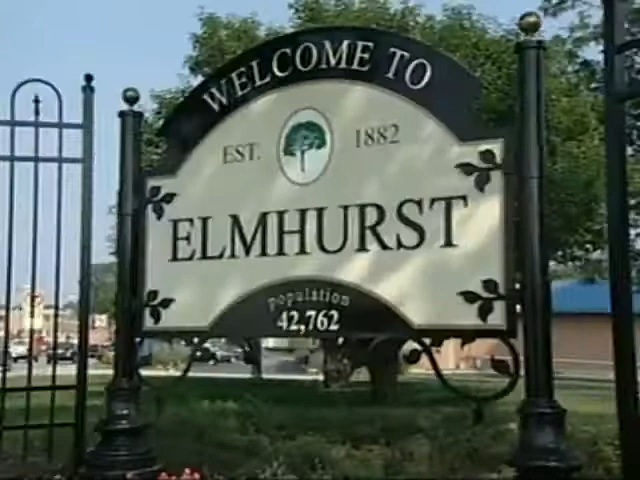 WELCOME TO
EST. 1882
ELMHURST
population
42,762